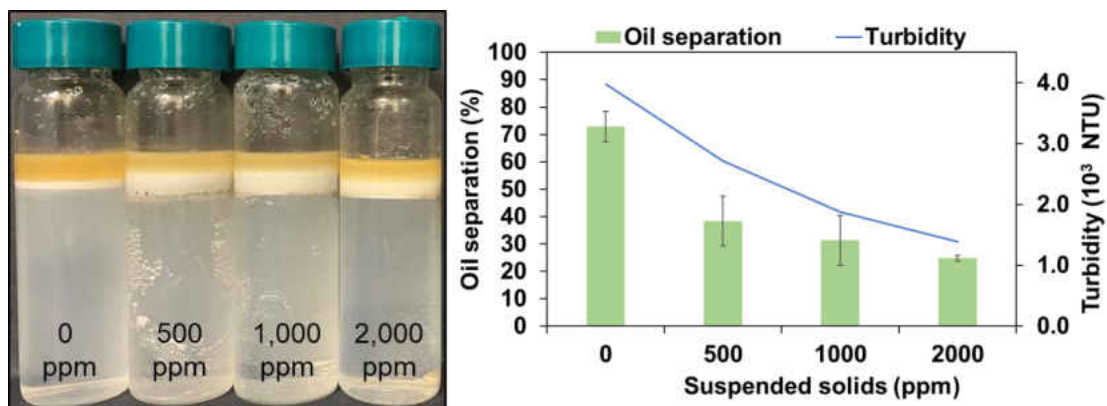 0
ppm
500
ppm
1,000
ppm
2,000
ppm
Oil separation
Turbidity
Oil separation (%)
100
90
80
70
60
50
40
30
20
10
0
4.0
3.0
2.0
1.0
0.0
Turbidity (10³ NTU)
0
500
1000
2000
Suspended solids (ppm)